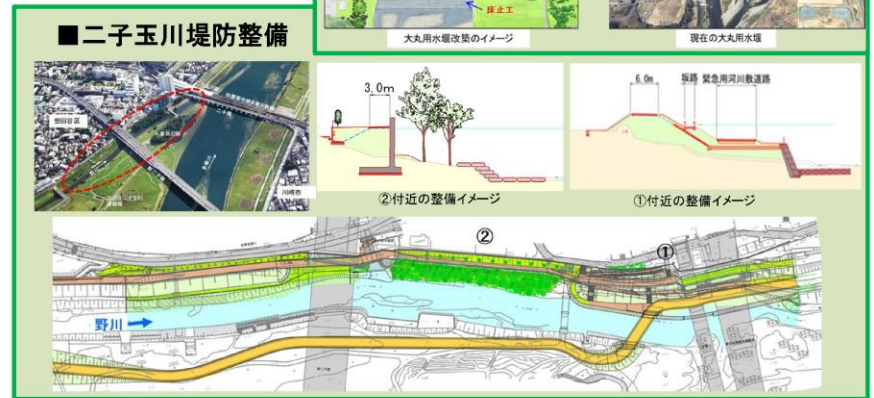 床止工
大丸用水堰改築のイメージ
現在の大丸用水堰
■二子玉川堤防整備
世田谷区
川崎市
3.0m
②付近の整備イメージ
6.0m
坂路
緊急用河川敷道路
①付近の整備イメージ
②
①
野川